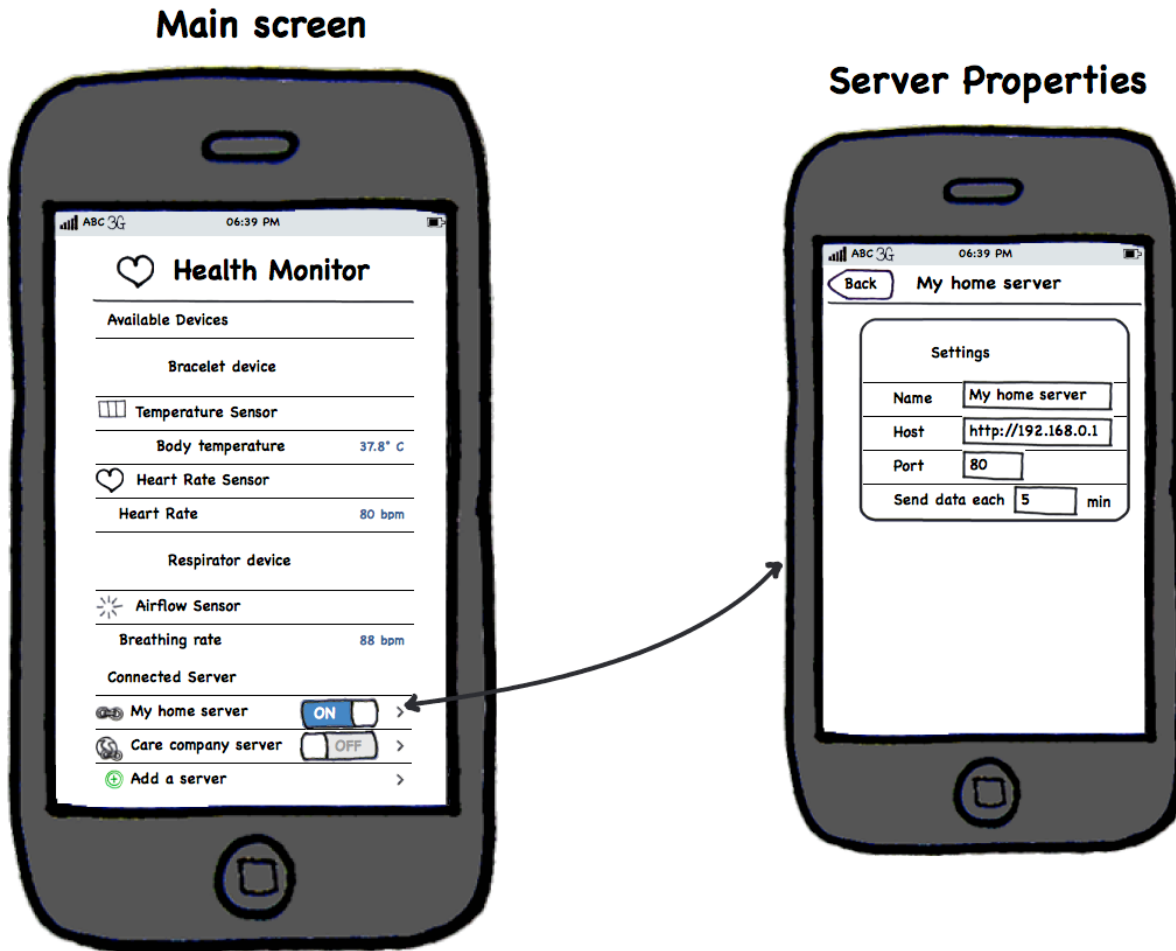 Main screen
ABC 3G 06:39 PM
Health Monitor
Available Devices
Bracelet device
Temperature Sensor
Body temperature 37.8° C
Heart Rate Sensor
Heart Rate 80 bpm
Respirator device
Airflow Sensor
Breathing rate 88 bpm
Connected Server
My home server ON >
Care company server OFF >
Add a server >
Server Properties
ABC 3G 06:39 PM
Back My home server
Settings
Name My home server
Host http://192.168.0.1
Port 80
Send data each 5 min